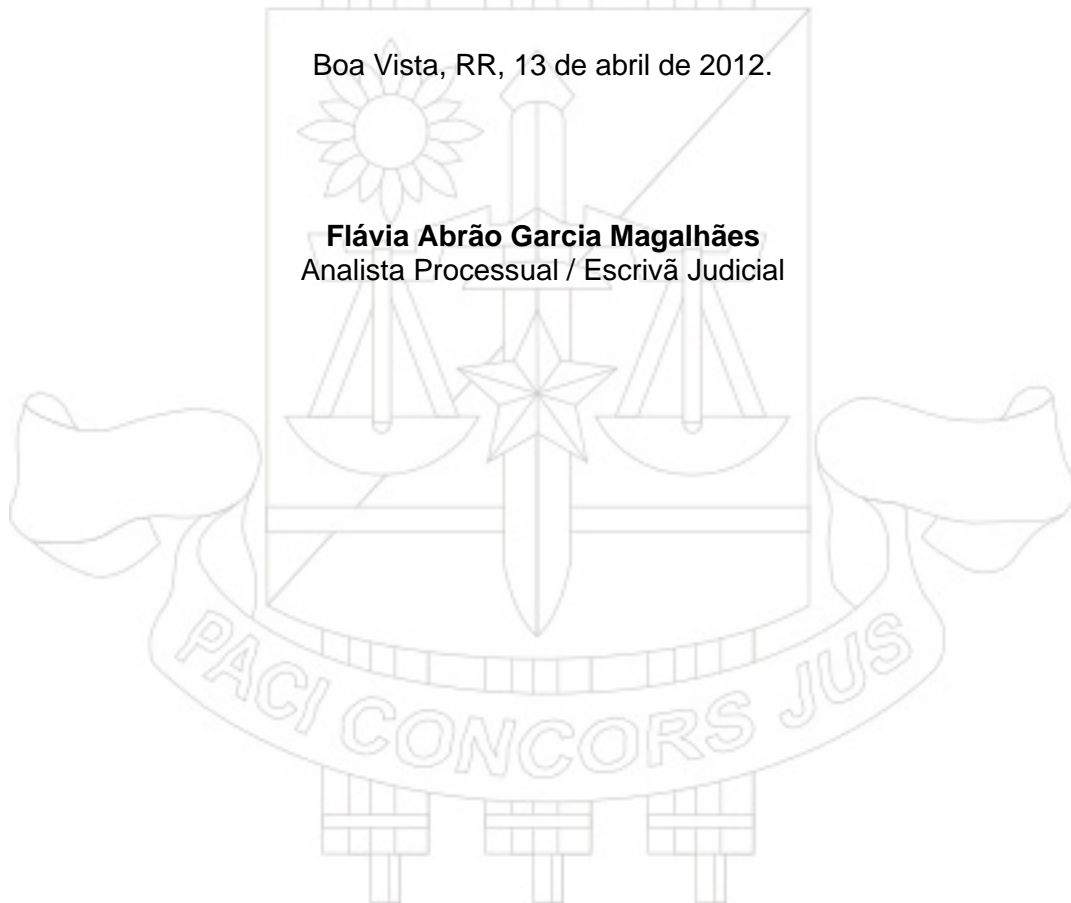 Boa Vista, RR, 13 de abril de 2012.
Flávia Abrão Garcia Magalhães
Analista Processual / Escrivã Judicial
PACI CONCORS JUS